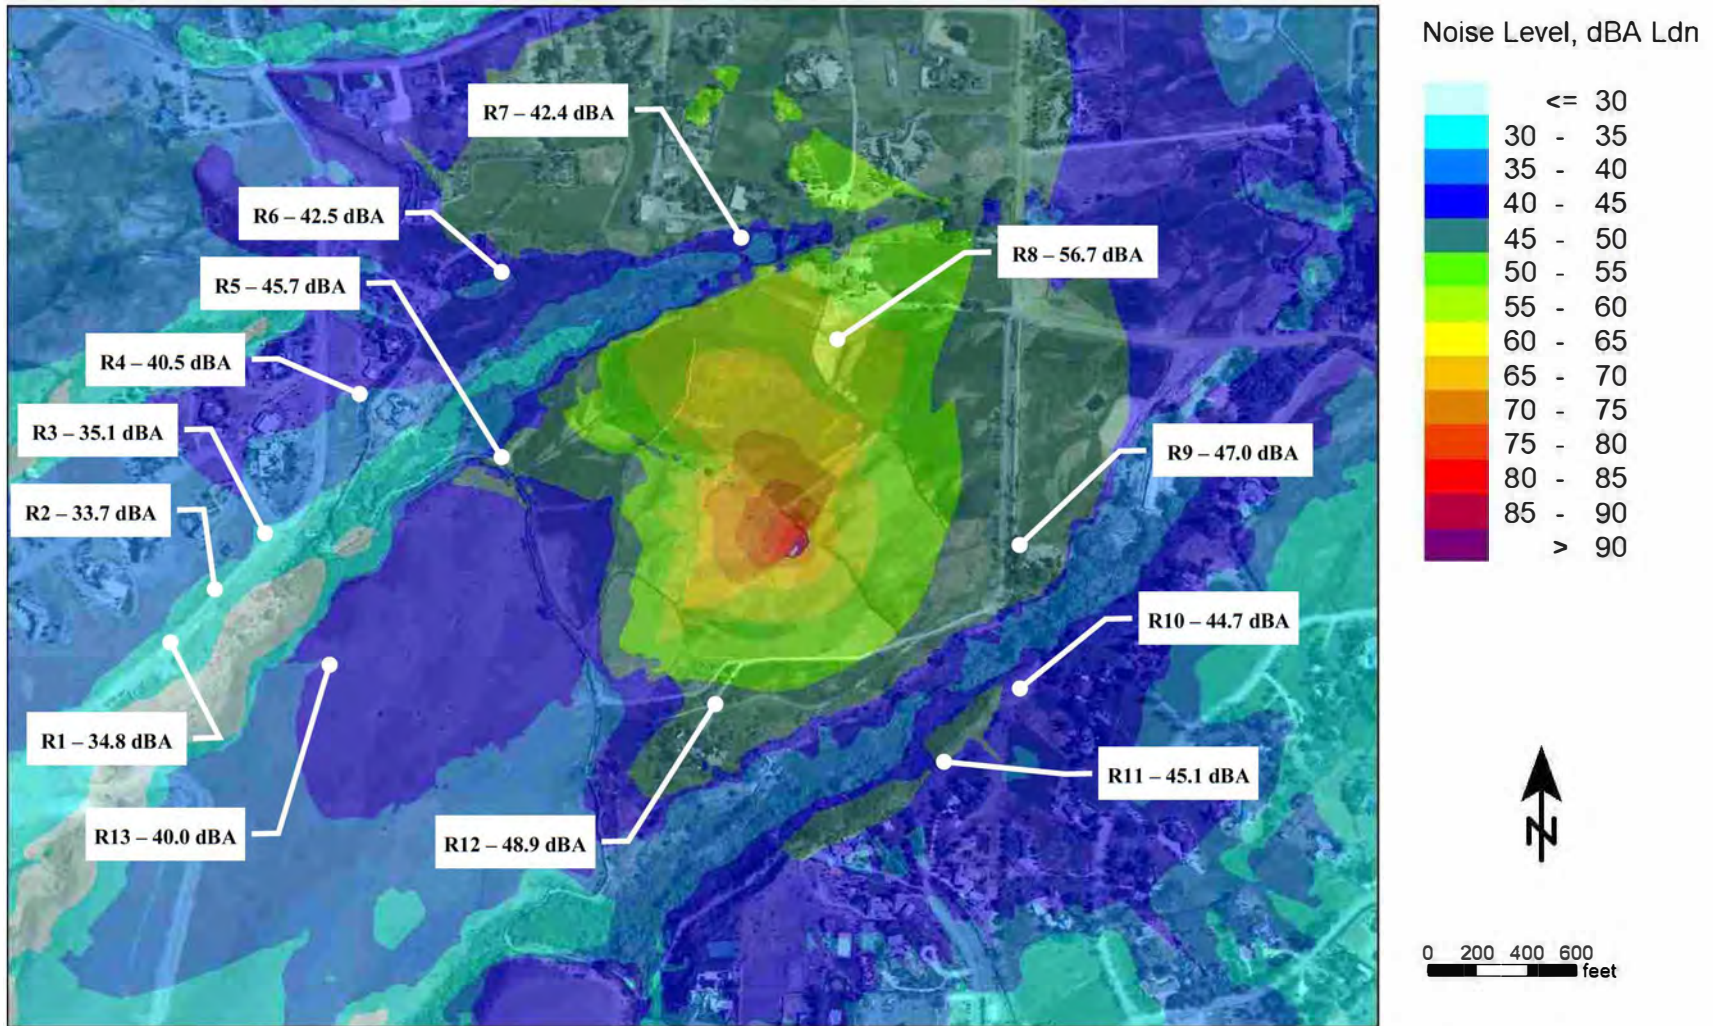 Noise Level, dBA Ldn
<= 30
30 - 35
35 - 40
40 - 45
45 - 50
50 - 55
55 - 60
60 - 65
65 - 70
70 - 75
75 - 80
80 - 85
85 - 90
> 90
R7 – 42.4 dBA
R6 – 42.5 dBA
R8 – 56.7 dBA
R5 – 45.7 dBA
R4 – 40.5 dBA
R3 – 35.1 dBA
R9 – 47.0 dBA
R2 – 33.7 dBA
R10 – 44.7 dBA
R1 – 34.8 dBA
R11 – 45.1 dBA
R13 – 40.0 dBA
R12 – 48.9 dBA
N
0 200 400 600
feet